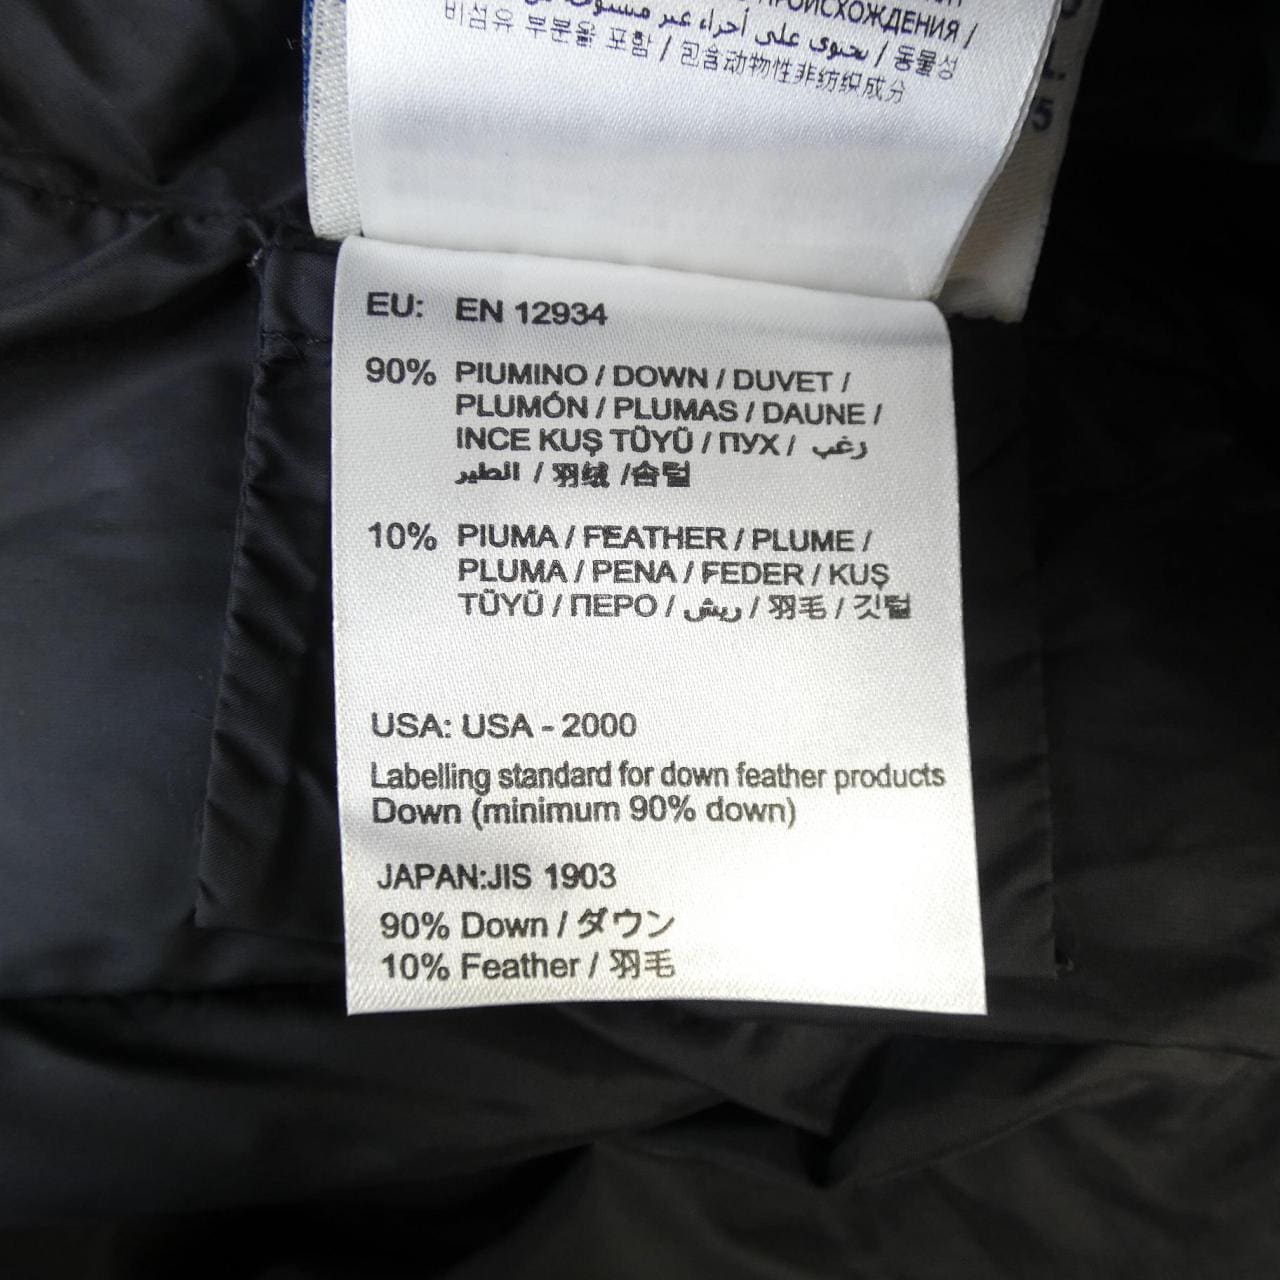 ПРОИСХОЖДЕНИЯ /
يحتوي على أجزاء غير / 동물성
비섬유 부분을 포함 / 包含动物性非纺织成分
5
EU: EN 12934
90% PIUMINO / DOWN / DUVET /
PLUMÓN / PLUMAS / DAUNE /
INCE KUŞ TÜYÜ / ПУХ / زغب
الطير / 羽绒 /솜털
10% PIUMA / FEATHER / PLUME /
PLUMA / PENA / FEDER / KUŞ
TÜYÜ / ПЕРО / ريش / 羽毛 / 깃털
USA: USA - 2000
Labelling standard for down feather products
Down (minimum 90% down)
JAPAN:JIS 1903
90% Down / ダウン
10% Feather / 羽毛